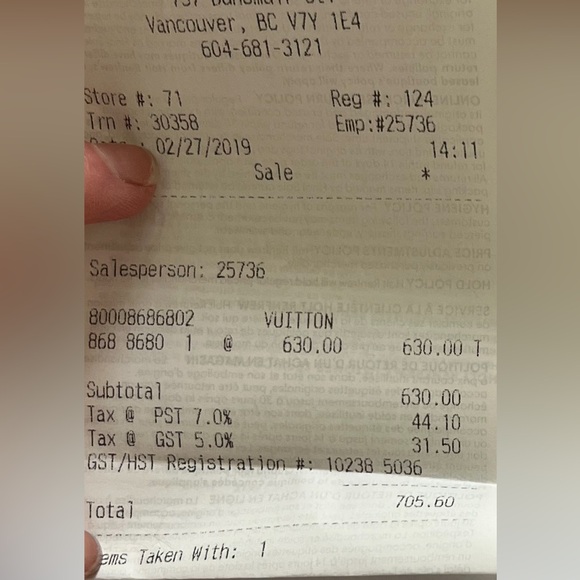 Vancouver, BC V7Y 1E4
604-681-3121
Store #: 71 Reg #: 124
Trn #: 30358 Emp:#25736
: 02/27/2019 14:11
Sale *
Salesperson: 25736
80008686802 VUITTON
868 8680 1 @ 630.00 630.00 T
Subtotal 630.00
Tax @ PST 7.0% 44.10
Tax @ GST 5.0% 31.50
GST/HST Registration #: 10238 5036
Total 705.60
ems Taken With: 1